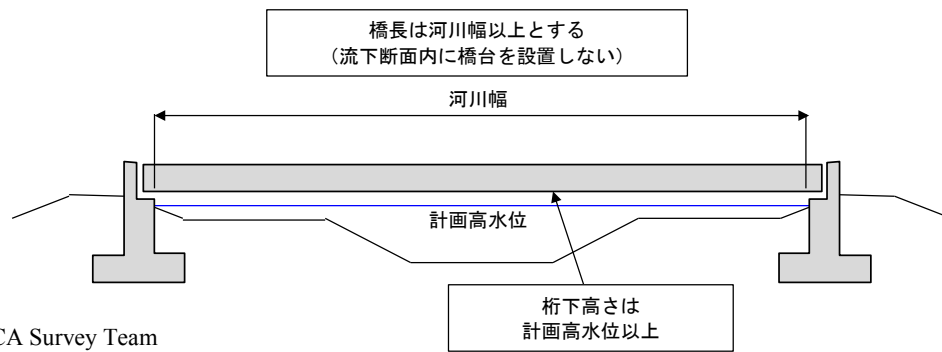 橋長は河川幅以上とする
（流下断面内に橋台を設置しない）
河川幅
計画高水位
桁下高さは
計画高水位以上
CA Survey Team